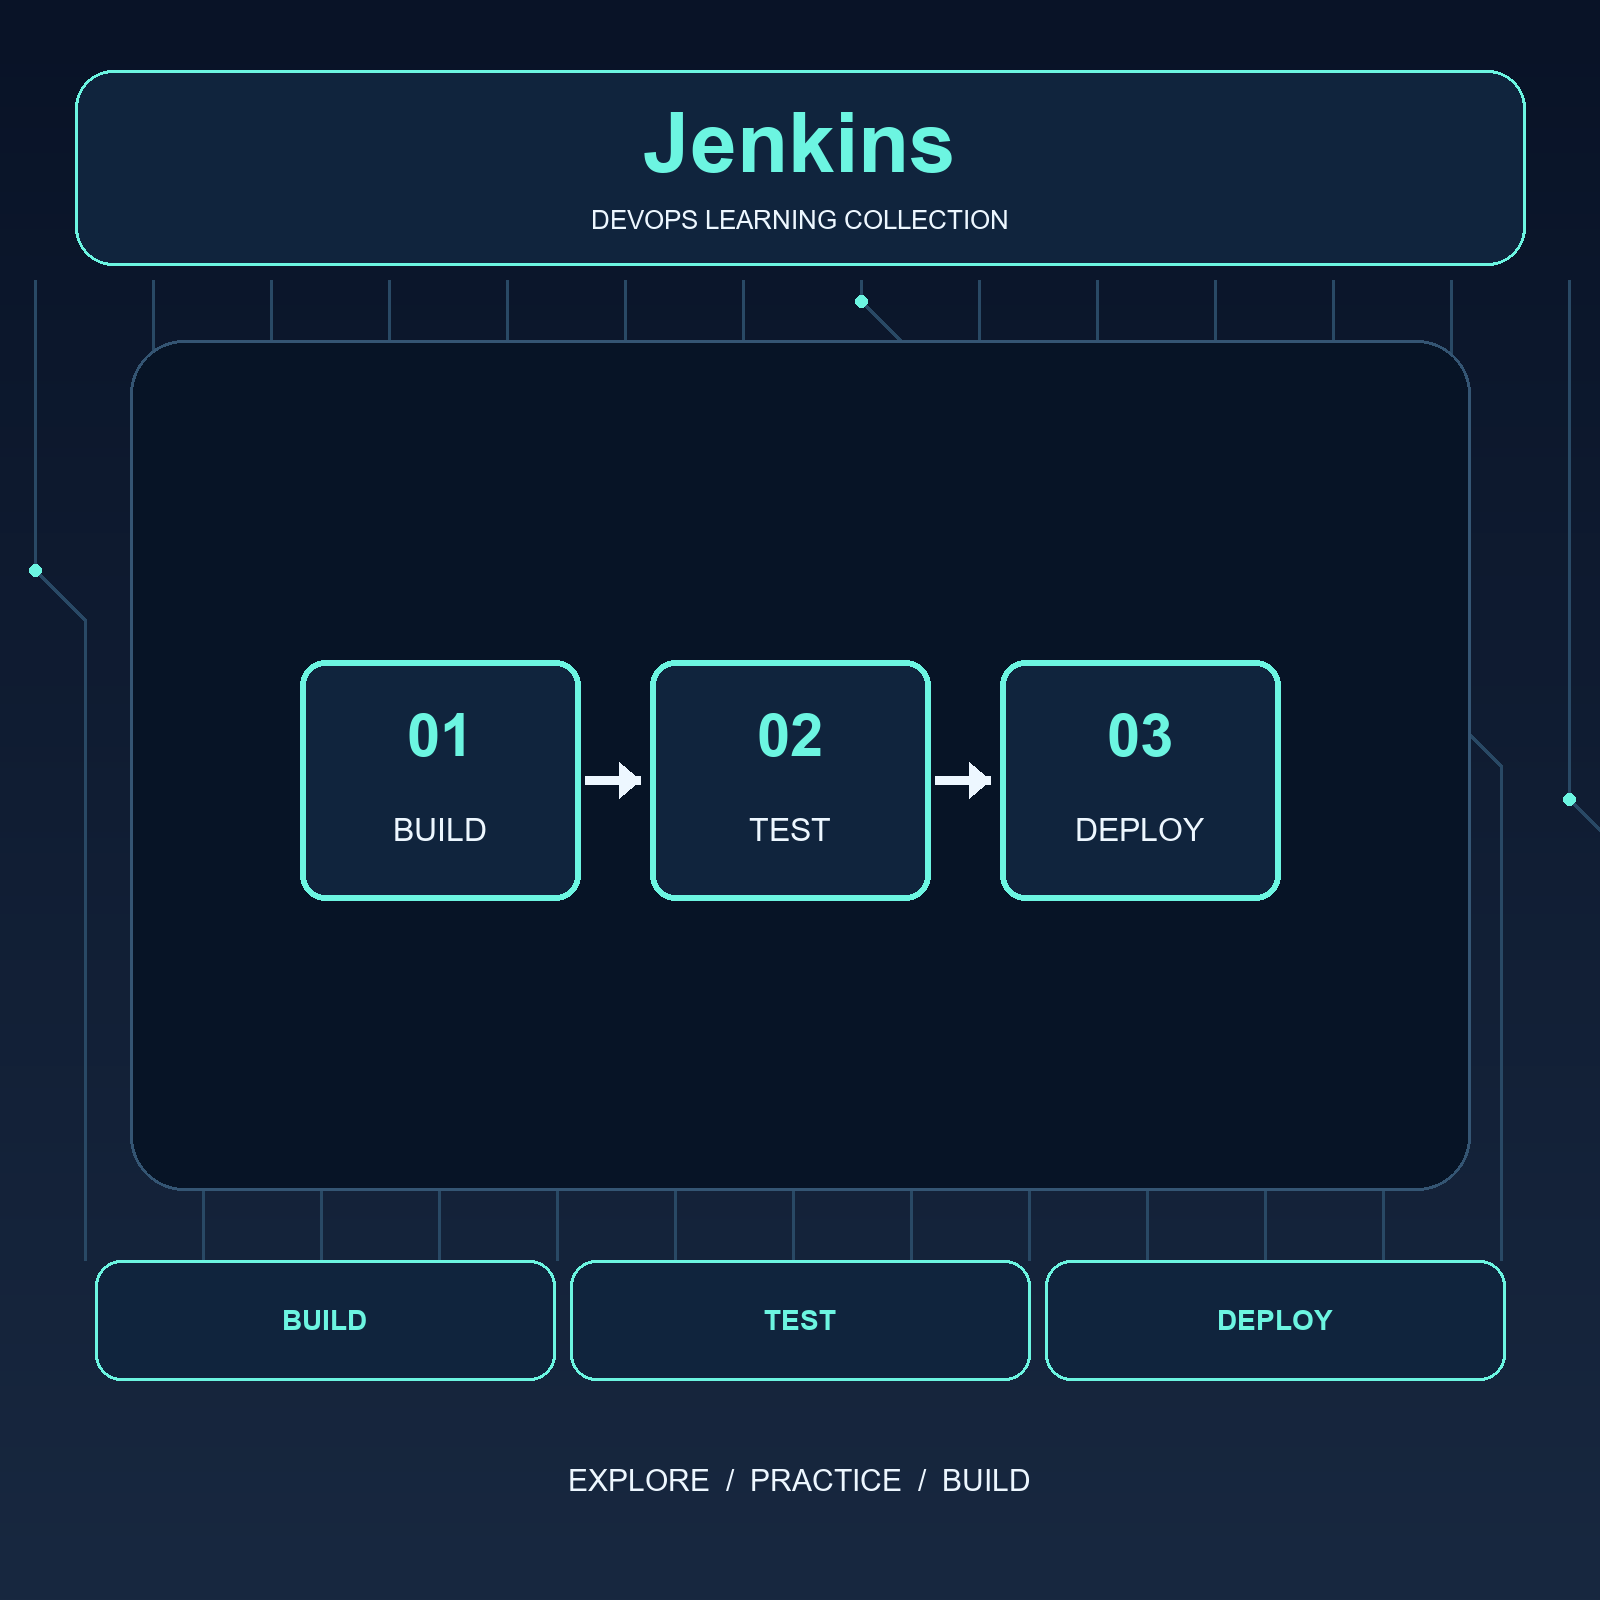 Jenkins
DEVOPS LEARNING COLLECTION
01
BUILD
02
TEST
03
DEPLOY
BUILD
TEST
DEPLOY
EXPLORE / PRACTICE / BUILD